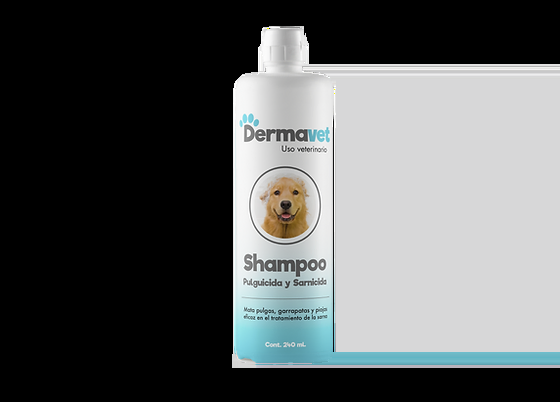 Dermavet
Uso veterinario
Shampoo
Pulguicida y Sarnicida
Mata pulgas, garrapatas y piojos
eficaz en el tratamiento de la sarna
Cont. 240 mL